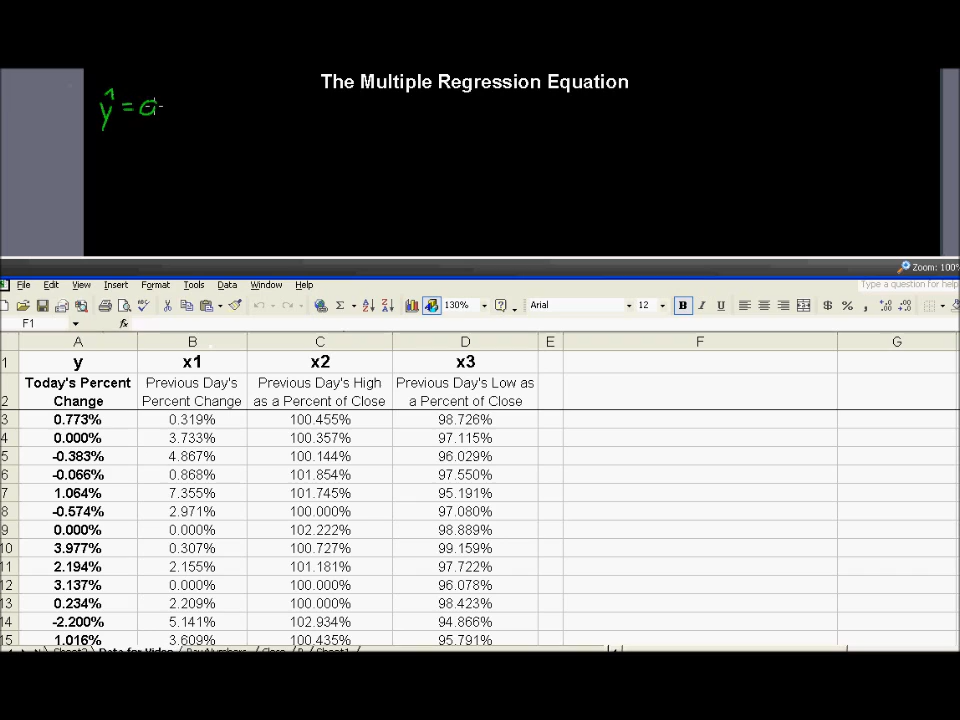 The Multiple Regression Equation
ŷ = a
Zoom: 100%
File Edit View Insert Format Tools Data Window Help
Type a question for help
130% Arial 12 B I U $ % ,
F1 fx
A B C D E F G
1 y x1 x2 x3
Today's Percent Previous Day's Previous Day's High Previous Day's Low as
2 Change Percent Change as a Percent of Close a Percent of Close
3 0.773% 0.319% 100.455% 98.726%
4 0.000% 3.733% 100.357% 97.115%
5 -0.383% 4.867% 100.144% 96.029%
6 -0.066% 0.868% 101.854% 97.550%
7 1.064% 7.355% 101.745% 95.191%
8 -0.574% 2.971% 100.000% 97.080%
9 0.000% 0.000% 102.222% 98.889%
10 3.977% 0.307% 100.727% 99.159%
11 2.194% 2.155% 101.181% 97.722%
12 3.137% 0.000% 100.000% 96.078%
13 0.234% 2.209% 100.000% 98.423%
14 -2.200% 5.141% 102.934% 94.866%
15 1.016% 3.609% 100.435% 95.791%
Data for Video Sheet1